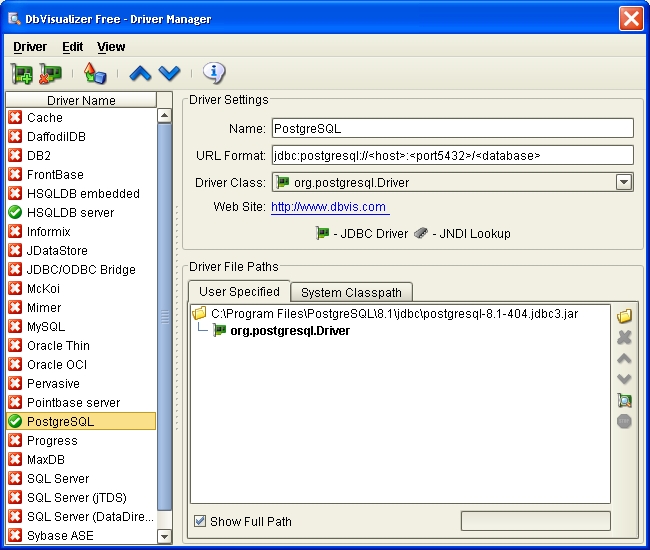 DbVisualizer Free - Driver Manager
Driver Edit View
Driver Name
Cache
DaffodilDB
DB2
FrontBase
HSQLDB embedded
HSQLDB server
Informix
JDataStore
JDBC/ODBC Bridge
McKoi
Mimer
MySQL
Oracle Thin
Oracle OCI
Pervasive
Pointbase server
PostgreSQL
Progress
MaxDB
SQL Server
SQL Server (jTDS)
SQL Server (DataDire...
Sybase ASE
Driver Settings
Name: PostgreSQL
URL Format: jdbc:postgresql://<host>:<port5432>/<database>
Driver Class: org.postgresql.Driver
Web Site: http://www.dbvis.com
- JDBC Driver - JNDI Lookup
Driver File Paths
User Specified System Classpath
C:\Program Files\PostgreSQL\8.1\jdbc\postgresql-8.1-404.jdbc3.jar
org.postgresql.Driver
Show Full Path